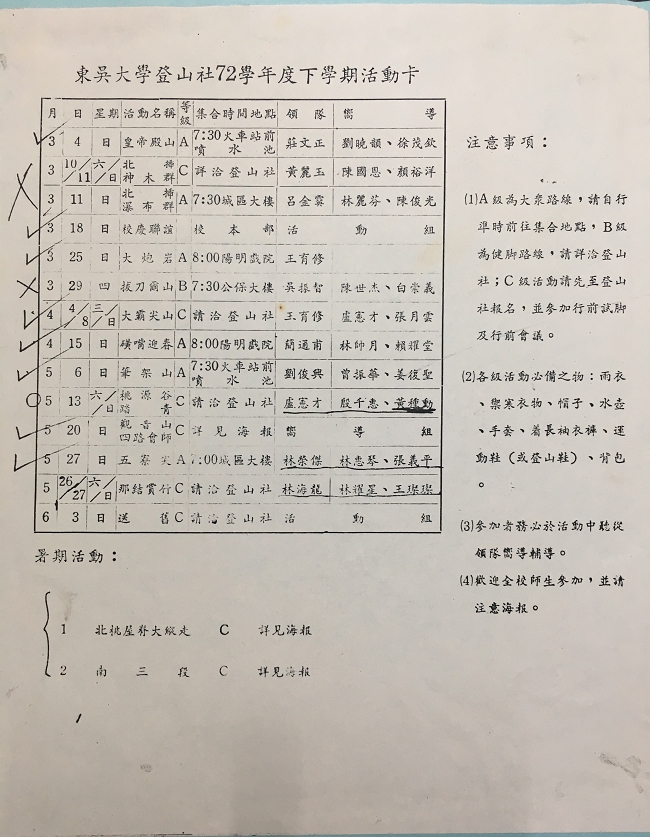 東吳大學登山社72學年度下學期活動卡
月 日 星期 活動名稱 等級 集合時間地點 領隊 嚮導
3 4 日 皇帝殿山 A 7:30火車站前噴水池 莊文正 劉曉韻、徐茂欽
3 10/11 六/日 北插神木群 C 詳洽登山社 黃麗玉 陳國恩、顏裕洋
3 11 日 北插瀑布群 A 7:30城區大樓 呂金 林麗芬、陳俊光
3 18 日 校慶聯誼 校本部 活動組
3 25 日 大炮岩 A 8:00陽明戲院 王育修
3 29 四 拔刀爾山 B 7:30公保大樓 吳振智 陳世杰、白崇義
4 4/8 三/日 大霸尖山 C 請洽登山社 王育修 盧憲才、張月雲
4 15 日 磺嘴迎春 A 8:00陽明戲院 簡通甫 林帥月、賴耀堂
5 6 日 筆架山 A 7:30火車站前噴水池 劉俊興 曾振華、姜復聖
5 13 六/日 桃源谷踏青 C 請洽登山社 盧憲才 殷千惠、黃種勳
5 20 日 觀音山四路會師 C 詳見海報 嚮導組
5 27 日 五寮尖 A 7:00城區大樓 林榮傑 林惠琴、張義平
5 26/27 六/日 那結賞行 C 請洽登山社 林海龍 林耀星、王璨璨
6 3 日 送舊 C 請洽登山社 活動組
暑期活動：
1 北桃屋脊大縱走 C 詳見海報
2 南三段 C 詳見海報
注意事項：
(1)A級為大眾路線，請自行
準時前往集合地點，B級
為健腳路線，請詳洽登山
社；C級活動請先至登山
社報名，並參加行前試腳
及行前會議。
(2)各級活動必備之物：雨衣
、禦寒衣物、帽子、水壺
、手套、着長袖衣褲、運
動鞋（或登山鞋）、背包
。
(3)參加者務必於活動中聽從
領隊嚮導輔導。
(4)歡迎全校師生參加，並請
注意海報。